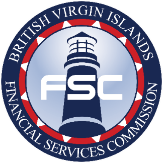 BRITISH VIRGIN ISLANDS
FSC
FINANCIAL SERVICES COMMISSION